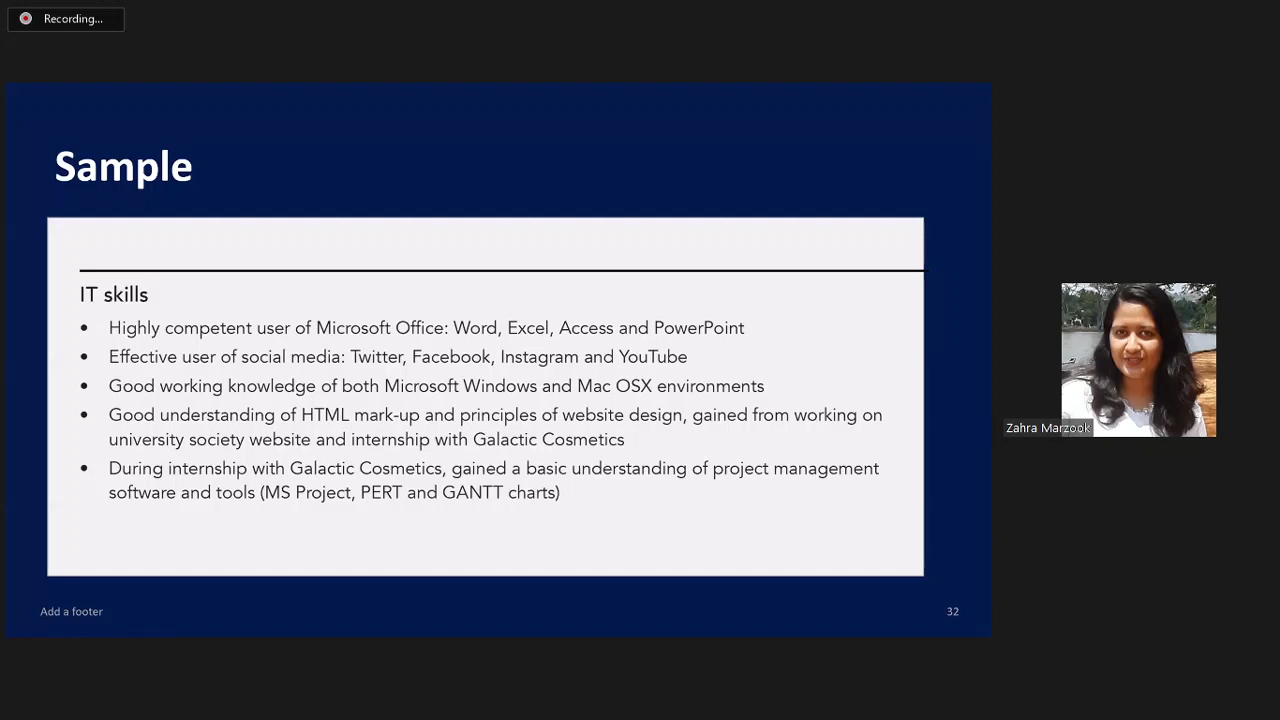 Recording...
Sample
IT skills
• Highly competent user of Microsoft Office: Word, Excel, Access and PowerPoint
• Effective user of social media: Twitter, Facebook, Instagram and YouTube
• Good working knowledge of both Microsoft Windows and Mac OSX environments
• Good understanding of HTML mark-up and principles of website design, gained from working on
university society website and internship with Galactic Cosmetics
• During internship with Galactic Cosmetics, gained a basic understanding of project management
software and tools (MS Project, PERT and GANTT charts)
Zahra Marzook
Add a footer
32